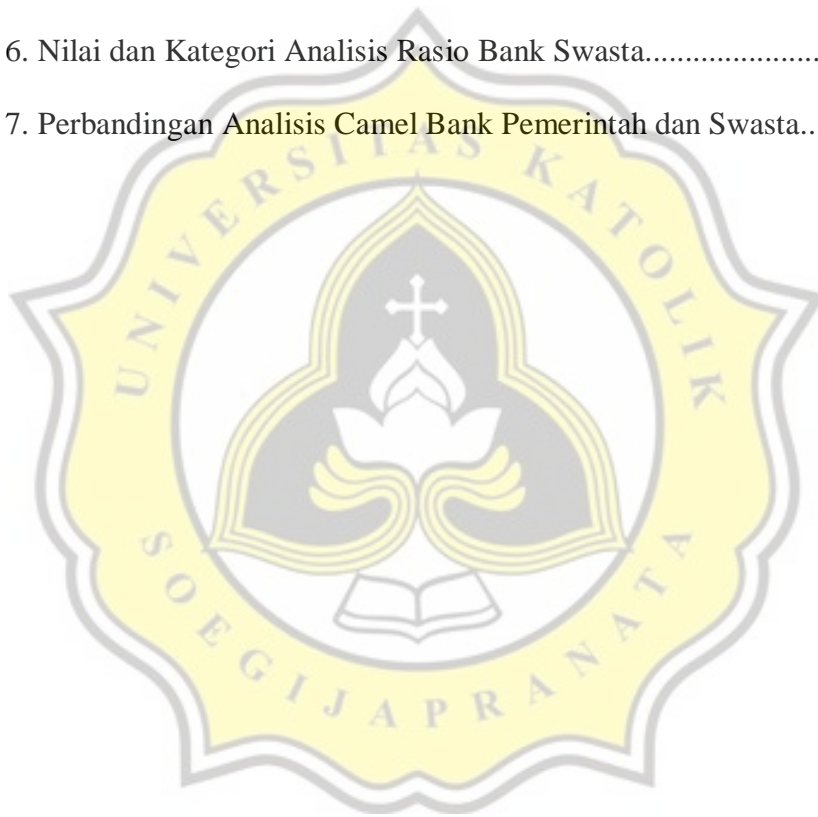 6. Nilai dan Kategori Analisis Rasio Bank Swasta.....................
7. Perbandingan Analisis Camel Bank Pemerintah dan Swasta..
UNIVERSITAS KATOLIK
SOEGIJAPRANATA